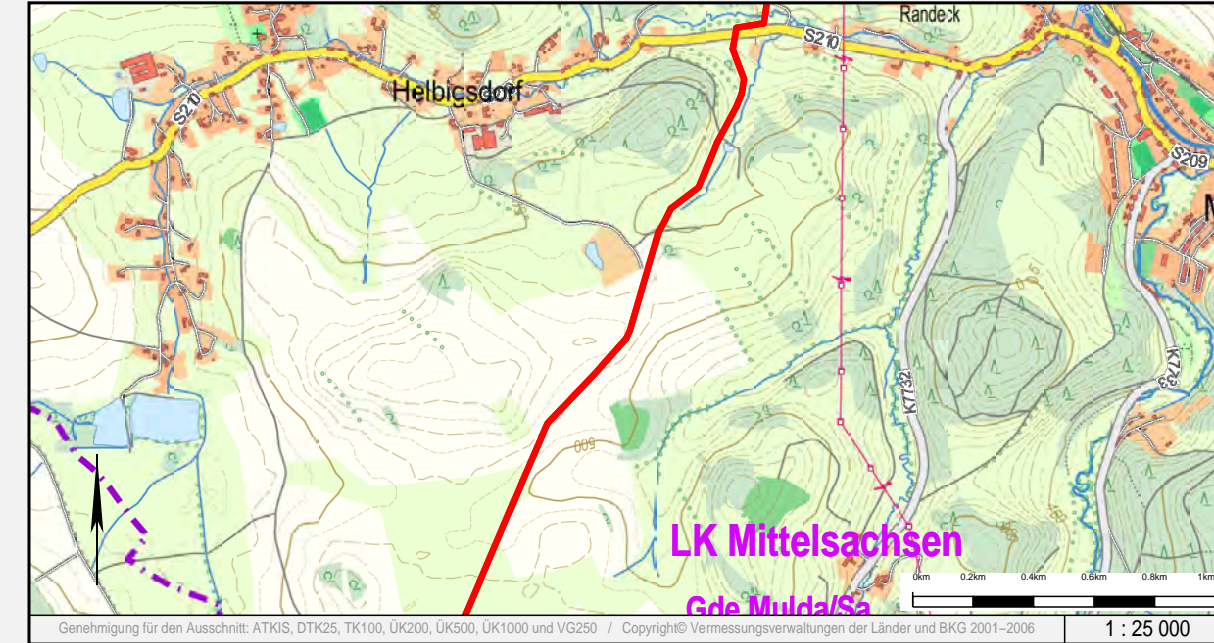 Randeck
S210
Helbigsdorf
S210
S209
K7732
K7733
600
LK Mittelsachsen
Gde Mulda/Sa
0km 0.2km 0.4km 0.6km 0.8km 1km
Genehmigung für den Ausschnitt: ATKIS, DTK25, TK100, ÜK200, ÜK500, ÜK1000 und VG250 / Copyright© Vermessungsverwaltungen der Länder und BKG 2001–2006
1 : 25 000